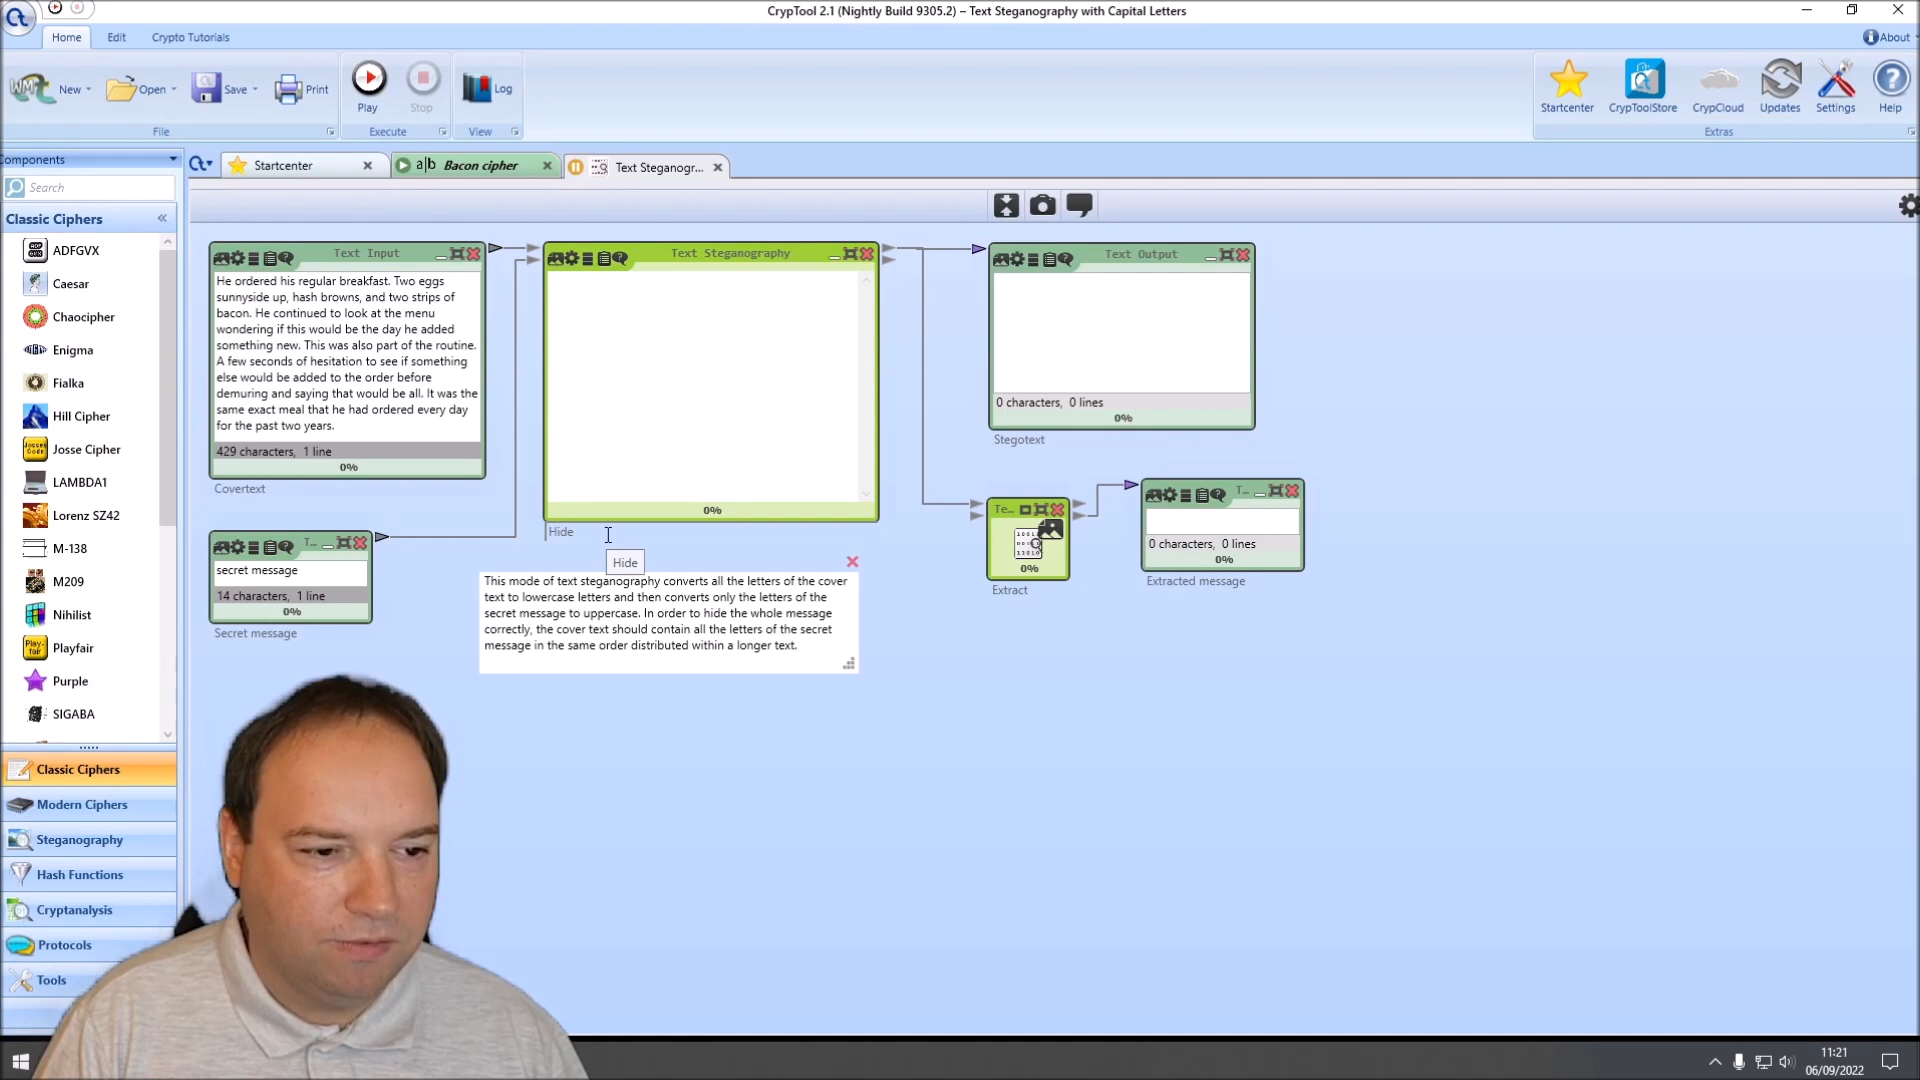 CrypTool 2.1 (Nightly Build 9305.2) – Text Steganography with Capital Letters
Home
Edit
Crypto Tutorials
About
New
Open
Save
Print
Play
Stop
Log
Startcenter
CrypToolStore
CrypCloud
Updates
Settings
Help
File
Execute
View
Extras
Components
Search
Classic Ciphers
ADFGVX
Caesar
Chaocipher
Enigma
Fialka
Hill Cipher
Josse Cipher
LAMBDA1
Lorenz SZ42
M-138
M209
Nihilist
Playfair
Purple
SIGABA
Classic Ciphers
Modern Ciphers
Steganography
Hash Functions
Cryptanalysis
Protocols
Tools
Startcenter
a|b Bacon cipher
Text Steganogr...
Text Input
He ordered his regular breakfast. Two eggs
sunnyside up, hash browns, and two strips of
bacon. He continued to look at the menu
wondering if this would be the day he added
something new. This was also part of the routine.
A few seconds of hesitation to see if something
else would be added to the order before
demuring and saying that would be all. It was the
same exact meal that he had ordered every day
for the past two years.
429 characters, 1 line
0%
Covertext
T...
secret message
14 characters, 1 line
0%
Secret message
Text Steganography
0%
Hide
Hide
This mode of text steganography converts all the letters of the cover
text to lowercase letters and then converts only the letters of the
secret message to uppercase. In order to hide the whole message
correctly, the cover text should contain all the letters of the secret
message in the same order distributed within a longer text.
Text Output
0 characters, 0 lines
0%
Stegotext
Te...
0%
Extract
T...
0 characters, 0 lines
0%
Extracted message
11:21
06/09/2022